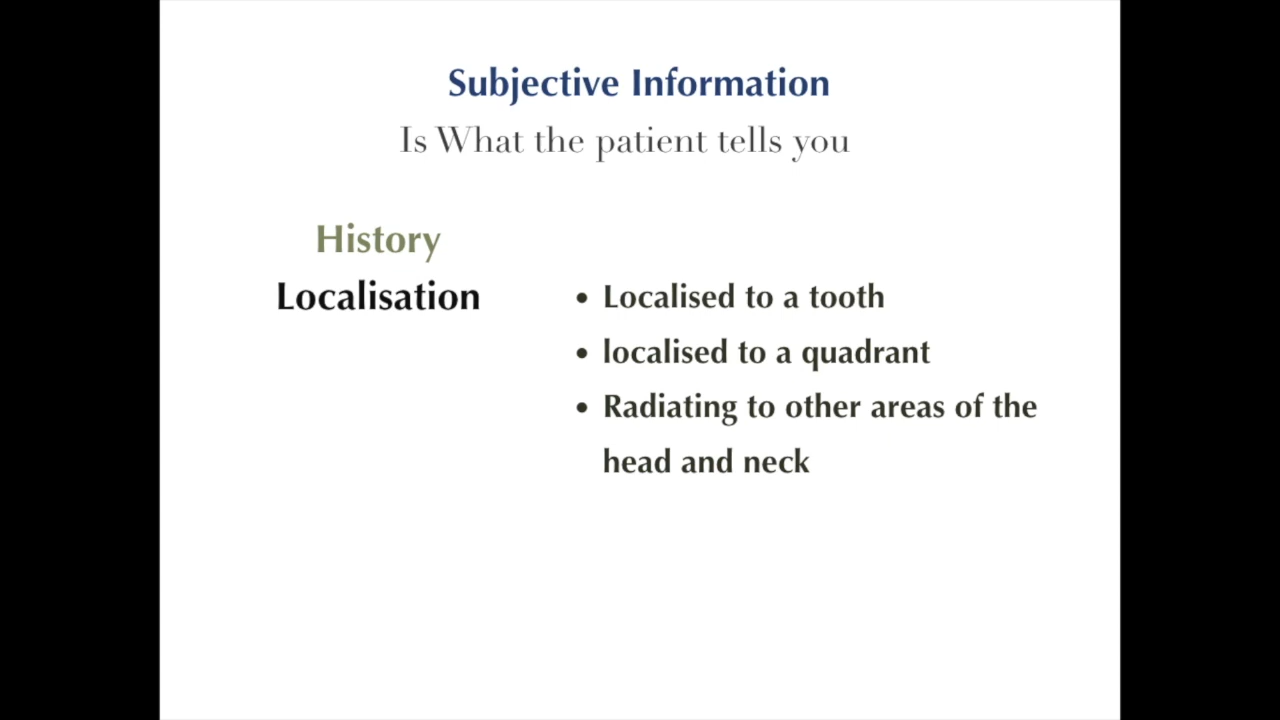 Subjective Information
Is What the patient tells you
History
Localisation
• Localised to a tooth
• localised to a quadrant
• Radiating to other areas of the
head and neck